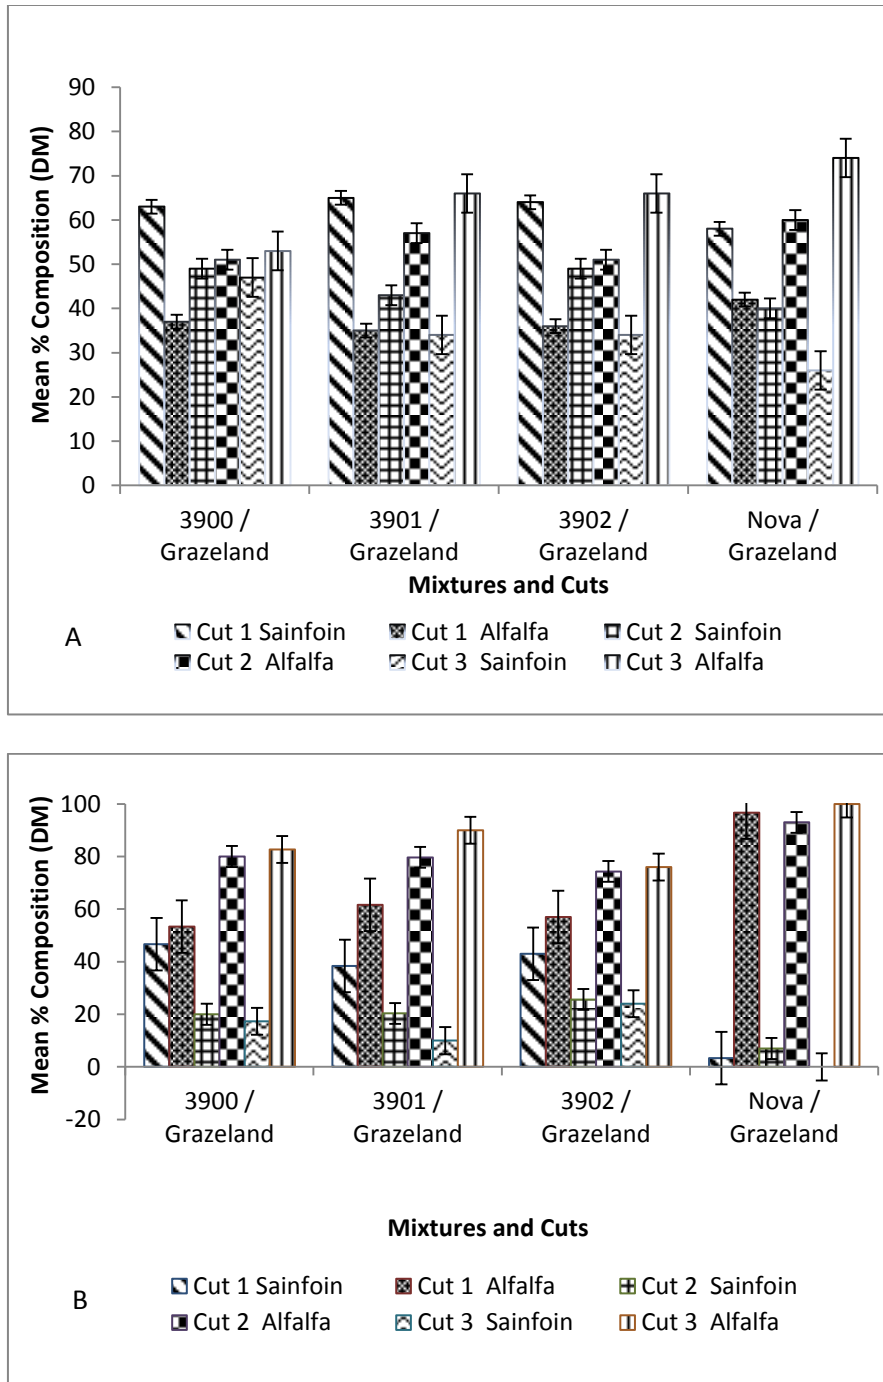 Mean % Composition (DM)
90
80
70
60
50
40
30
20
10
0
3900 / 3901 / 3902 / Nova /
Grazeland Grazeland Grazeland Grazeland
Mixtures and Cuts
A
Cut 1 Sainfoin Cut 1 Alfalfa Cut 2 Sainfoin
Cut 2 Alfalfa Cut 3 Sainfoin Cut 3 Alfalfa
Mean % Composition (DM)
100
80
60
40
20
0
-20
3900 / 3901 / 3902 / Nova /
Grazeland Grazeland Grazeland Grazeland
Mixtures and Cuts
B
Cut 1 Sainfoin Cut 1 Alfalfa Cut 2 Sainfoin
Cut 2 Alfalfa Cut 3 Sainfoin Cut 3 Alfalfa